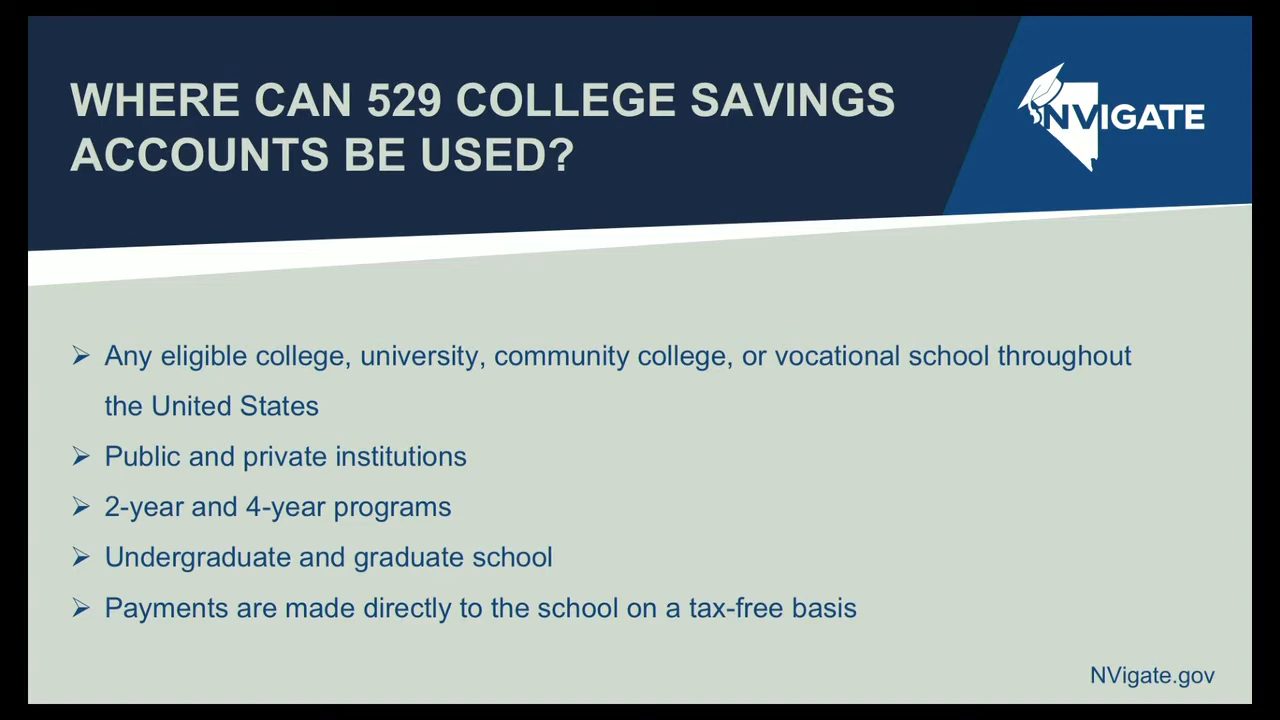 WHERE CAN 529 COLLEGE SAVINGS
ACCOUNTS BE USED?
NVIGATE
Any eligible college, university, community college, or vocational school throughout
the United States
Public and private institutions
2-year and 4-year programs
Undergraduate and graduate school
Payments are made directly to the school on a tax-free basis
NVigate.gov